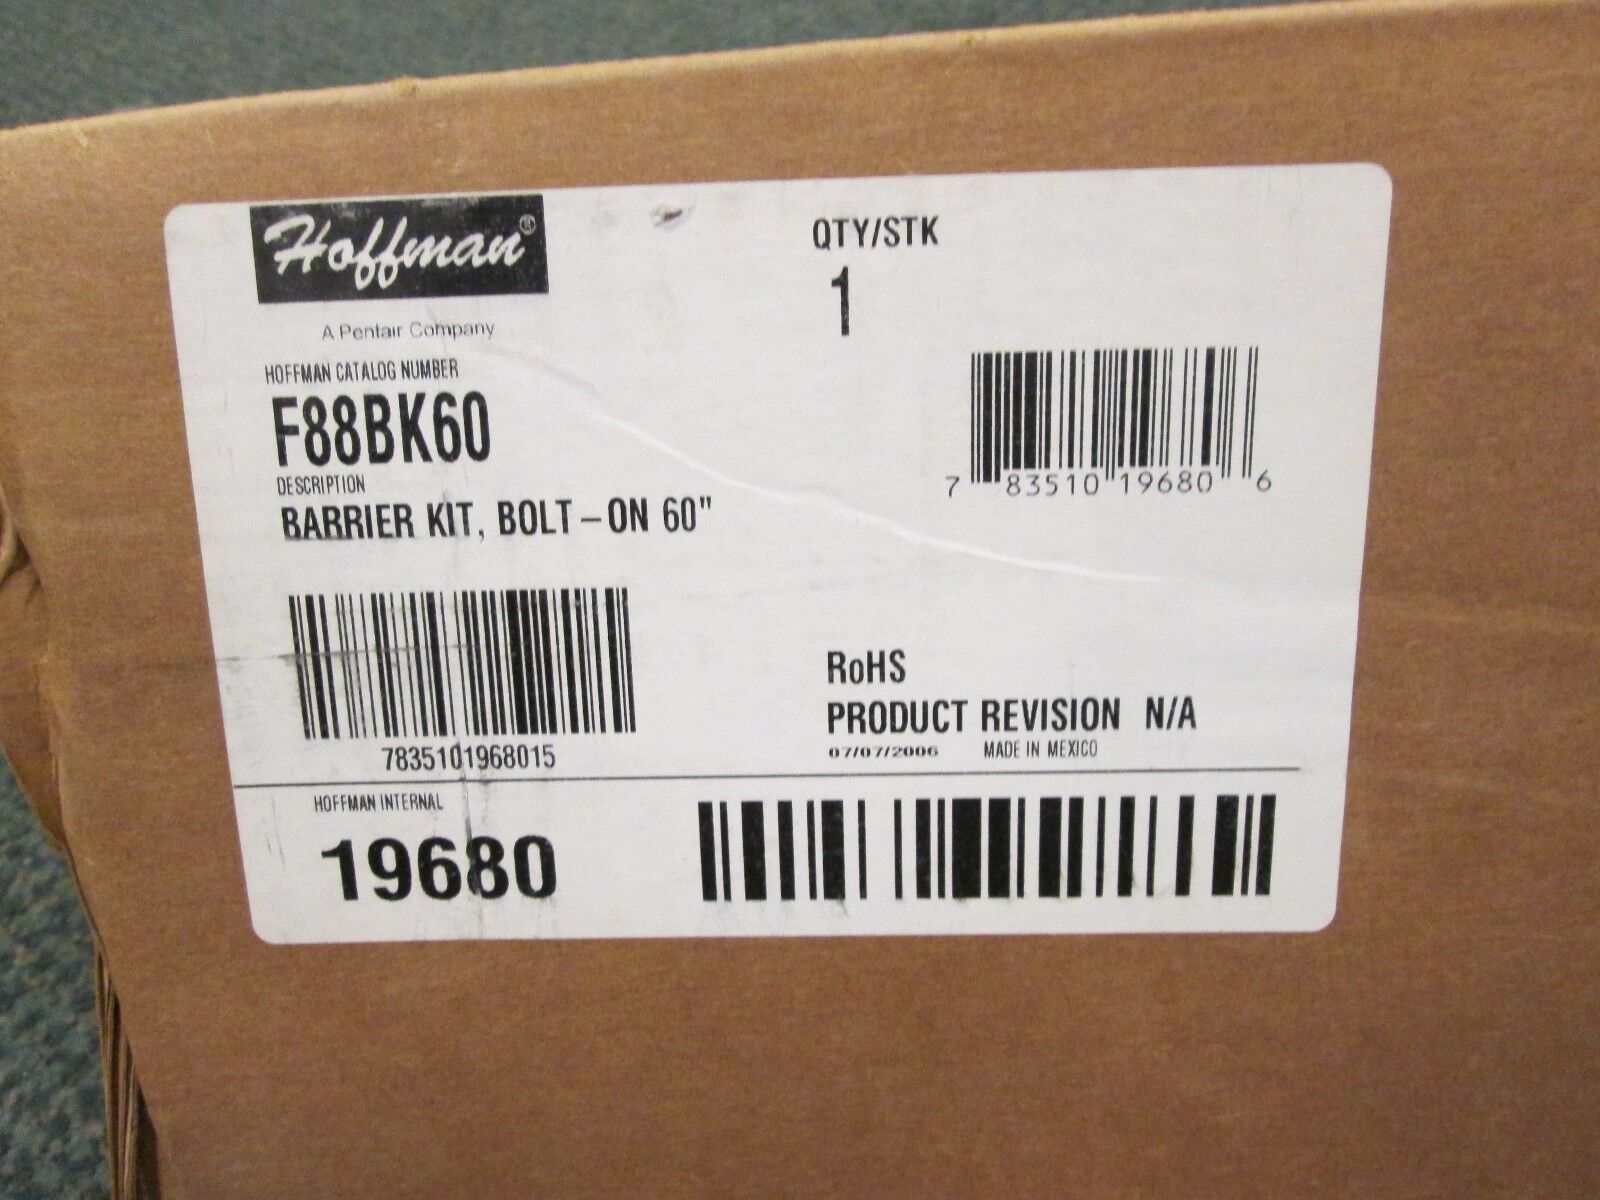 Hoffman®
A Pentair Company
QTY/STK
1
HOFFMAN CATALOG NUMBER
F88BK60
DESCRIPTION
BARRIER KIT, BOLT-ON 60"
7 83510 19680 6
7835101968015
RoHS
PRODUCT REVISION N/A
07/07/2006 MADE IN MEXICO
HOFFMAN INTERNAL
19680